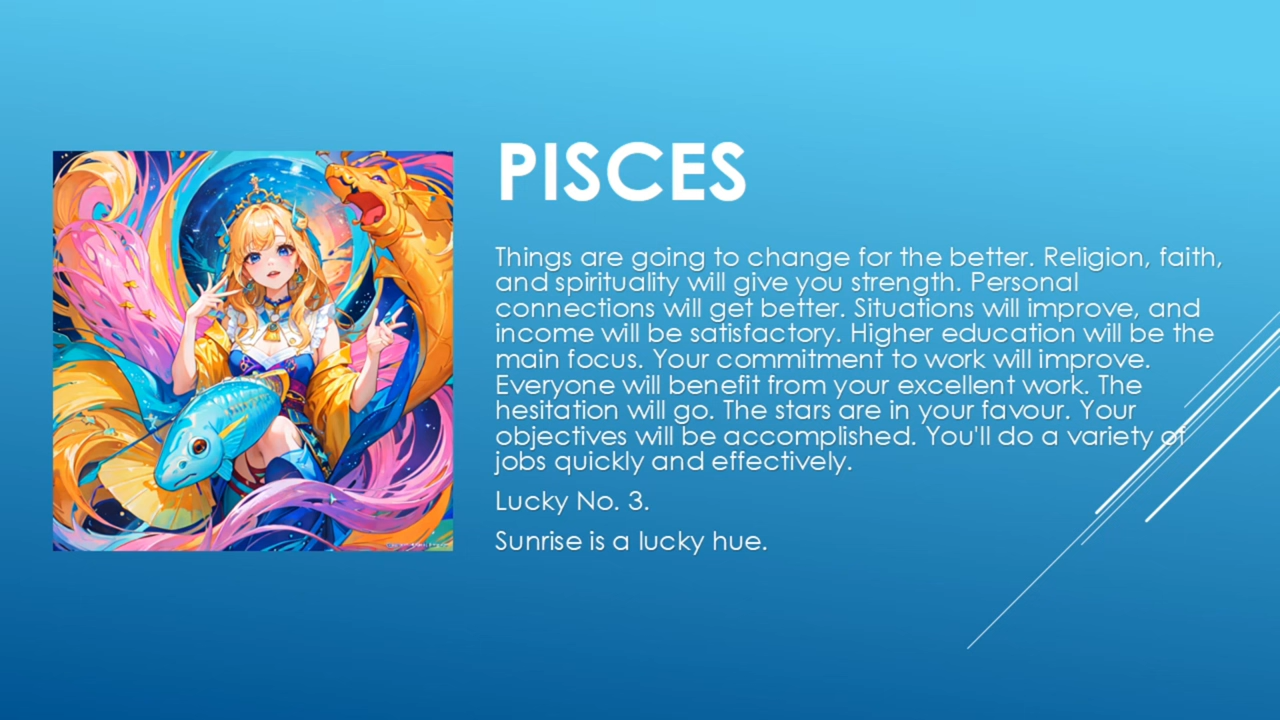 PISCES
Things are going to change for the better. Religion, faith,
and spirituality will give you strength. Personal
connections will get better. Situations will improve, and
income will be satisfactory. Higher education will be the
main focus. Your commitment to work will improve.
Everyone will benefit from your excellent work. The
hesitation will go. The stars are in your favour. Your
objectives will be accomplished. You'll do a variety of
jobs quickly and effectively.
Lucky No. 3.
Sunrise is a lucky hue.